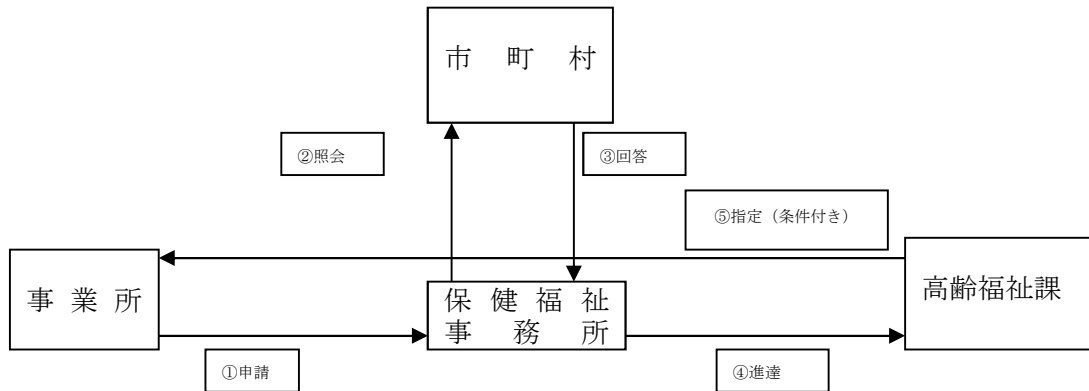 市町村
②照会
③回答
⑤指定（条件付き）
事業所
保健福祉
事務所
高齢福祉課
①申請
④進達